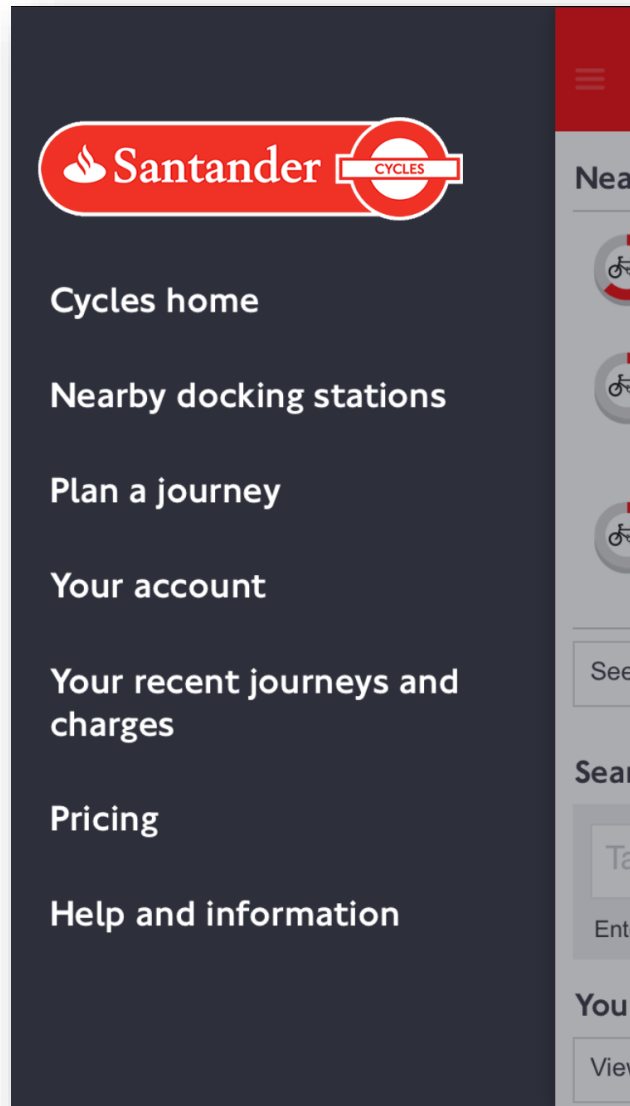 Santander CYCLES
Cycles home
Nearby docking stations
Plan a journey
Your account
Your recent journeys and
charges
Pricing
Help and information